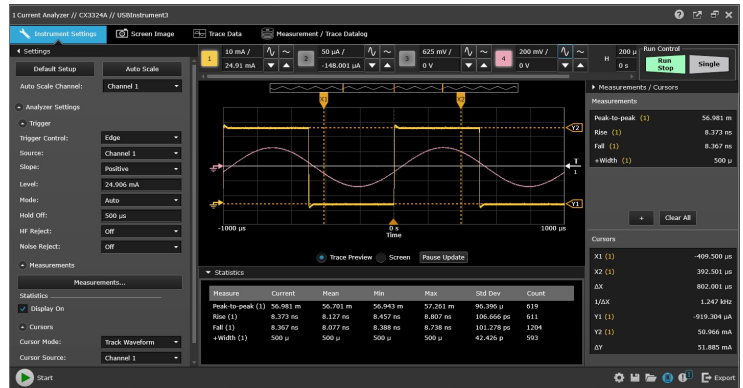 1 Current Analyzer // CX3324A // USBInstrument3
Instrument Settings Screen Image Trace Data Measurement / Trace Datalog
Settings
Default Setup Auto Scale
Auto Scale Channel: Channel 1
Analyzer Settings
Trigger
Trigger Control: Edge
Source: Channel 1
Slope: Positive
Level: 24.906 mA
Mode: Auto
Hold Off: 500 µs
HF Reject: Off
Noise Reject: Off
Measurements
Measurements...
Statistics
Display On
Cursors
Cursor Mode: Track Waveform
Cursor Source: Channel 1
Start
1 10 mA / 24.91 mA
2 50 µA / -148.001 µA
3 625 mV / 0 V
4 200 mV / 0 V
H 200 µ 0 s
Run Control
Run Stop Single
X1 X2
Y2
T
1
Y1
-1000 µs 0 s 1000 µs
Time
Trace Preview Screen Pause Update
Statistics
Measure Current Mean Min Max Std Dev Count
Peak-to-peak (1) 56.981 m 56.701 m 56.943 m 57.261 m 96.396 µ 619
Rise (1) 8.373 ns 8.127 ns 8.457 ns 8.807 ns 106.666 ps 611
Fall (1) 8.367 ns 8.077 ns 8.388 ns 8.738 ns 101.278 ps 1204
+Width (1) 500 µ 500 µ 500 µ 500 µ 42.426 p 593
Measurements / Cursors
Measurements
Peak-to-peak (1) 56.981 m
Rise (1) 8.373 ns
Fall (1) 8.367 ns
+Width (1) 500 µ
+ Clear All
Cursors
X1 (1) -409.500 µs
X2 (1) 392.501 µs
ΔX 802.001 µs
1/ΔX 1.247 kHz
Y1 (1) -919.304 µA
Y2 (1) 50.966 mA
ΔY 51.885 mA
Export